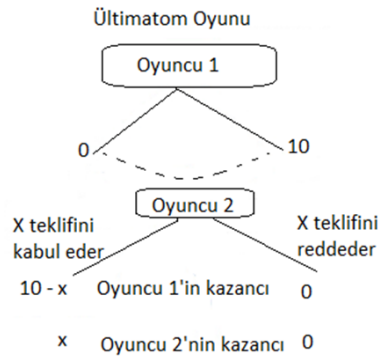 Ültimatom Oyunu
Oyuncu 1
0
10
Oyuncu 2
X teklifini
kabul eder
X teklifini
reddeder
10 - x Oyuncu 1'in kazancı 0
x Oyuncu 2'nin kazancı 0